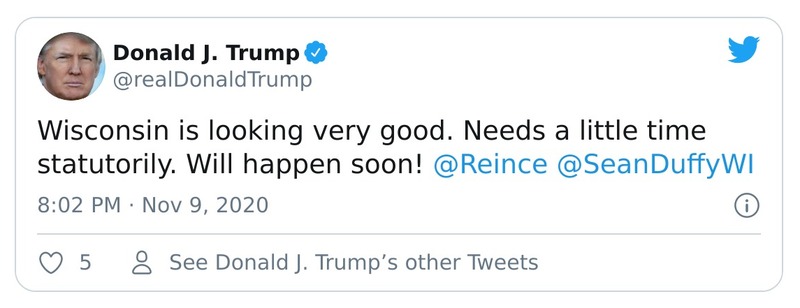 Donald J. Trump
@realDonaldTrump
Wisconsin is looking very good. Needs a little time
statutorily. Will happen soon! @Reince @SeanDuffyWI
8:02 PM · Nov 9, 2020
5 See Donald J. Trump’s other Tweets